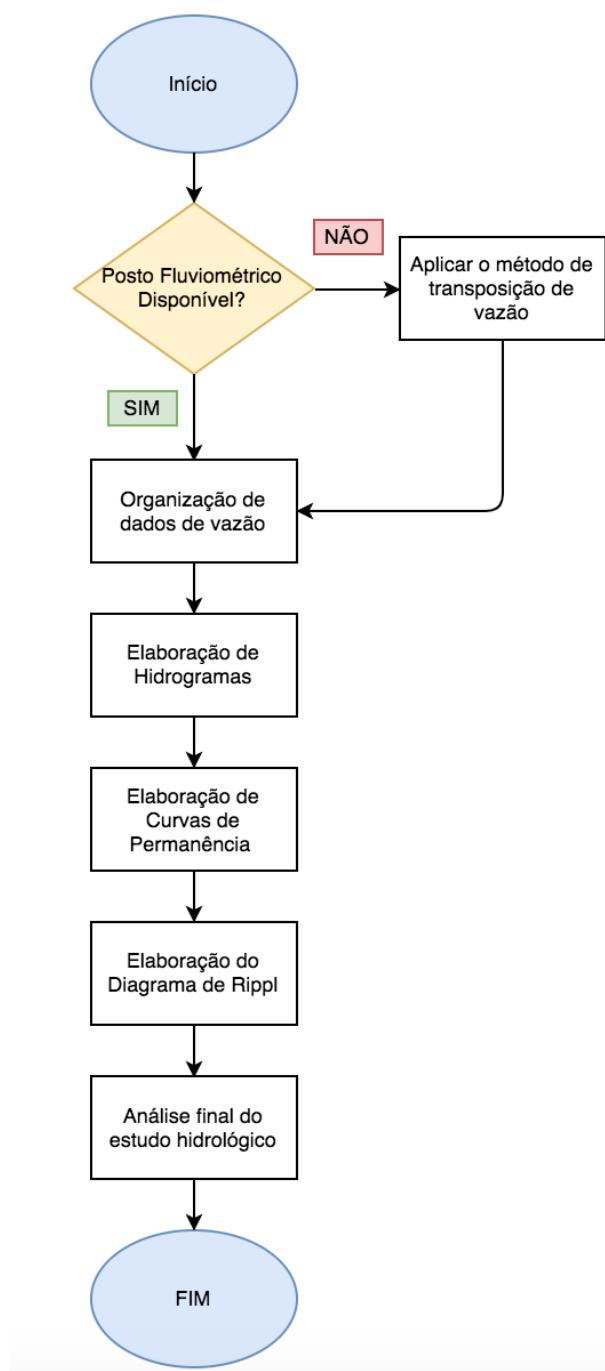 Início
Posto Fluviométrico
Disponível?
NÃO
Aplicar o método de
transposição de
vazão
SIM
Organização de
dados de vazão
Elaboração de
Hidrogramas
Elaboração de
Curvas de
Permanência
Elaboração do
Diagrama de Rippl
Análise final do
estudo hidrológico
FIM